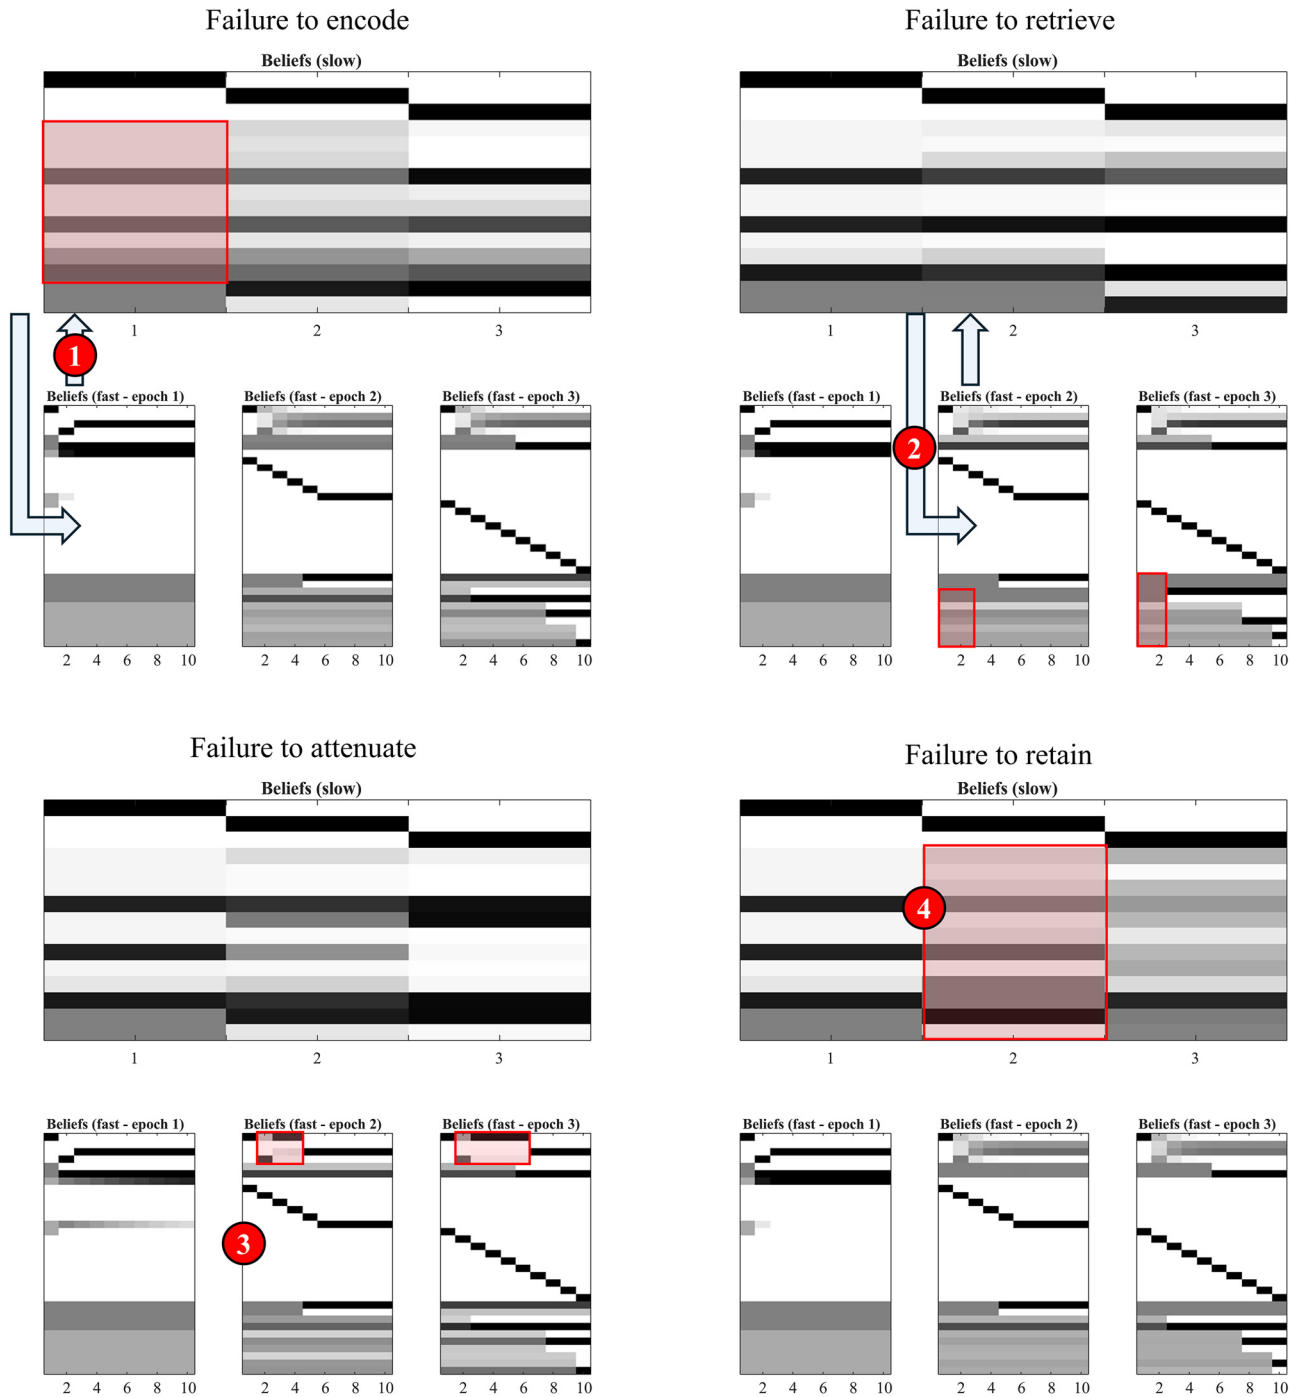 Failure to encode
Failure to retrieve
Beliefs (slow)
Beliefs (slow)
1 2 3
1 2 3
1
Beliefs (fast - epoch 1)
Beliefs (fast - epoch 2)
Beliefs (fast - epoch 3)
Beliefs (fast - epoch 1)
Beliefs (fast - epoch 2)
Beliefs (fast - epoch 3)
2
2 4 6 8 10
2 4 6 8 10
2 4 6 8 10
2 4 6 8 10
2 4 6 8 10
2 4 6 8 10
Failure to attenuate
Failure to retain
Beliefs (slow)
Beliefs (slow)
4
1 2 3
1 2 3
Beliefs (fast - epoch 1)
Beliefs (fast - epoch 2)
Beliefs (fast - epoch 3)
Beliefs (fast - epoch 1)
Beliefs (fast - epoch 2)
Beliefs (fast - epoch 3)
3
2 4 6 8 10
2 4 6 8 10
2 4 6 8 10
2 4 6 8 10
2 4 6 8 10
2 4 6 8 10